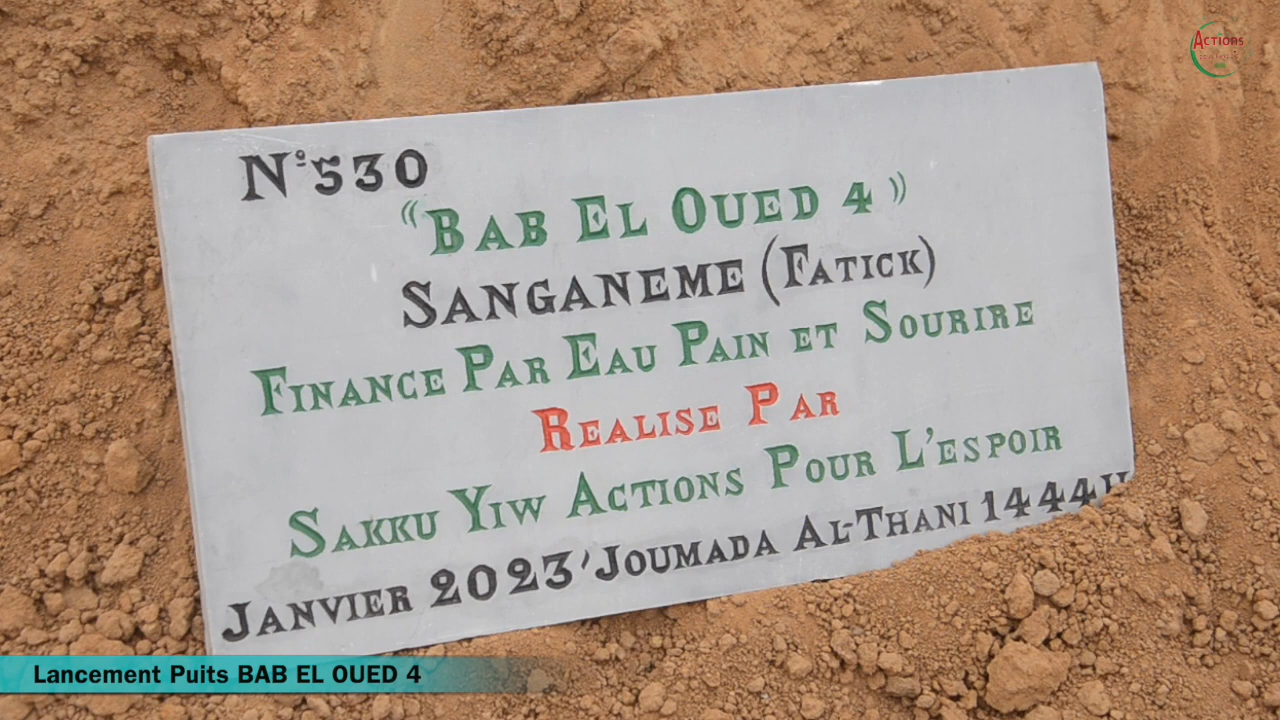 Actions
N°530
“BAB EL OUED 4”
SANGANEME (FATICK)
FINANCE PAR EAU PAIN ET SOURIRE
REALISE PAR
SAKKU YIW ACTIONS POUR L'ESPOIR
JANVIER 2023'JOUMADA AL-THANI 1444H
Lancement Puits BAB EL OUED 4